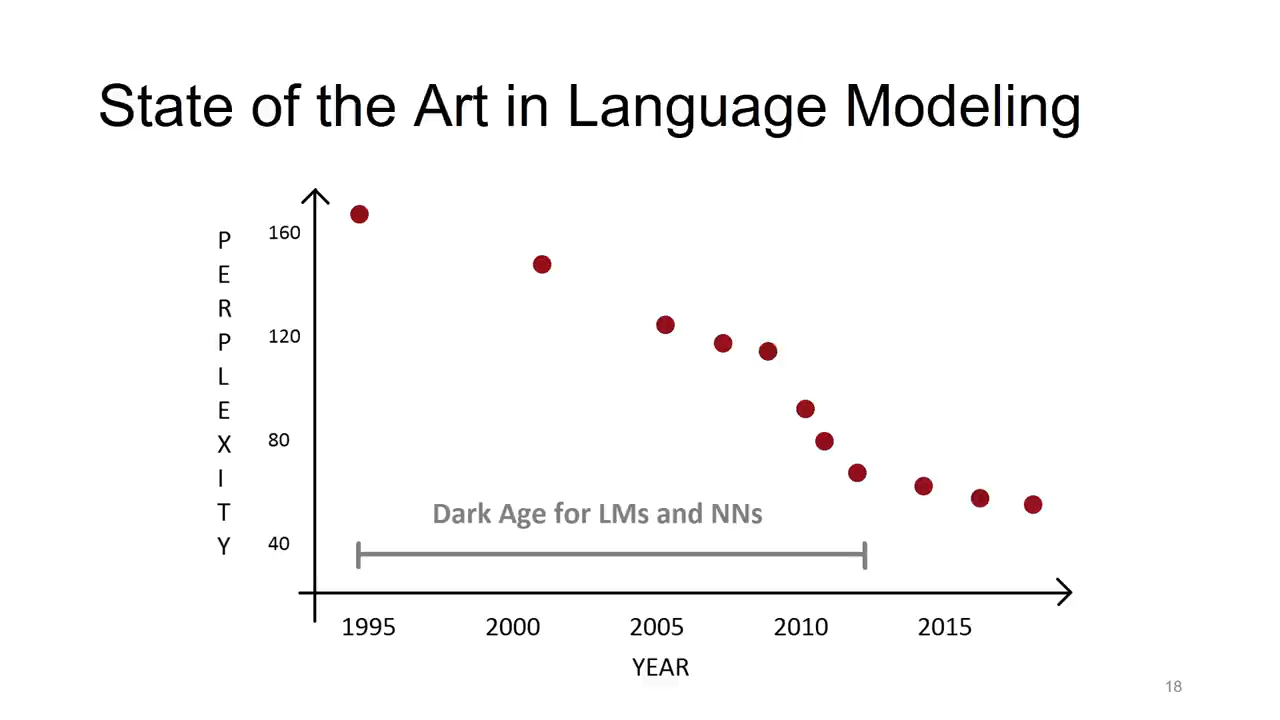 State of the Art in Language Modeling
PERPLEXITY
160
120
80
40
Dark Age for LMs and NNs
1995 2000 2005 2010 2015
YEAR
18